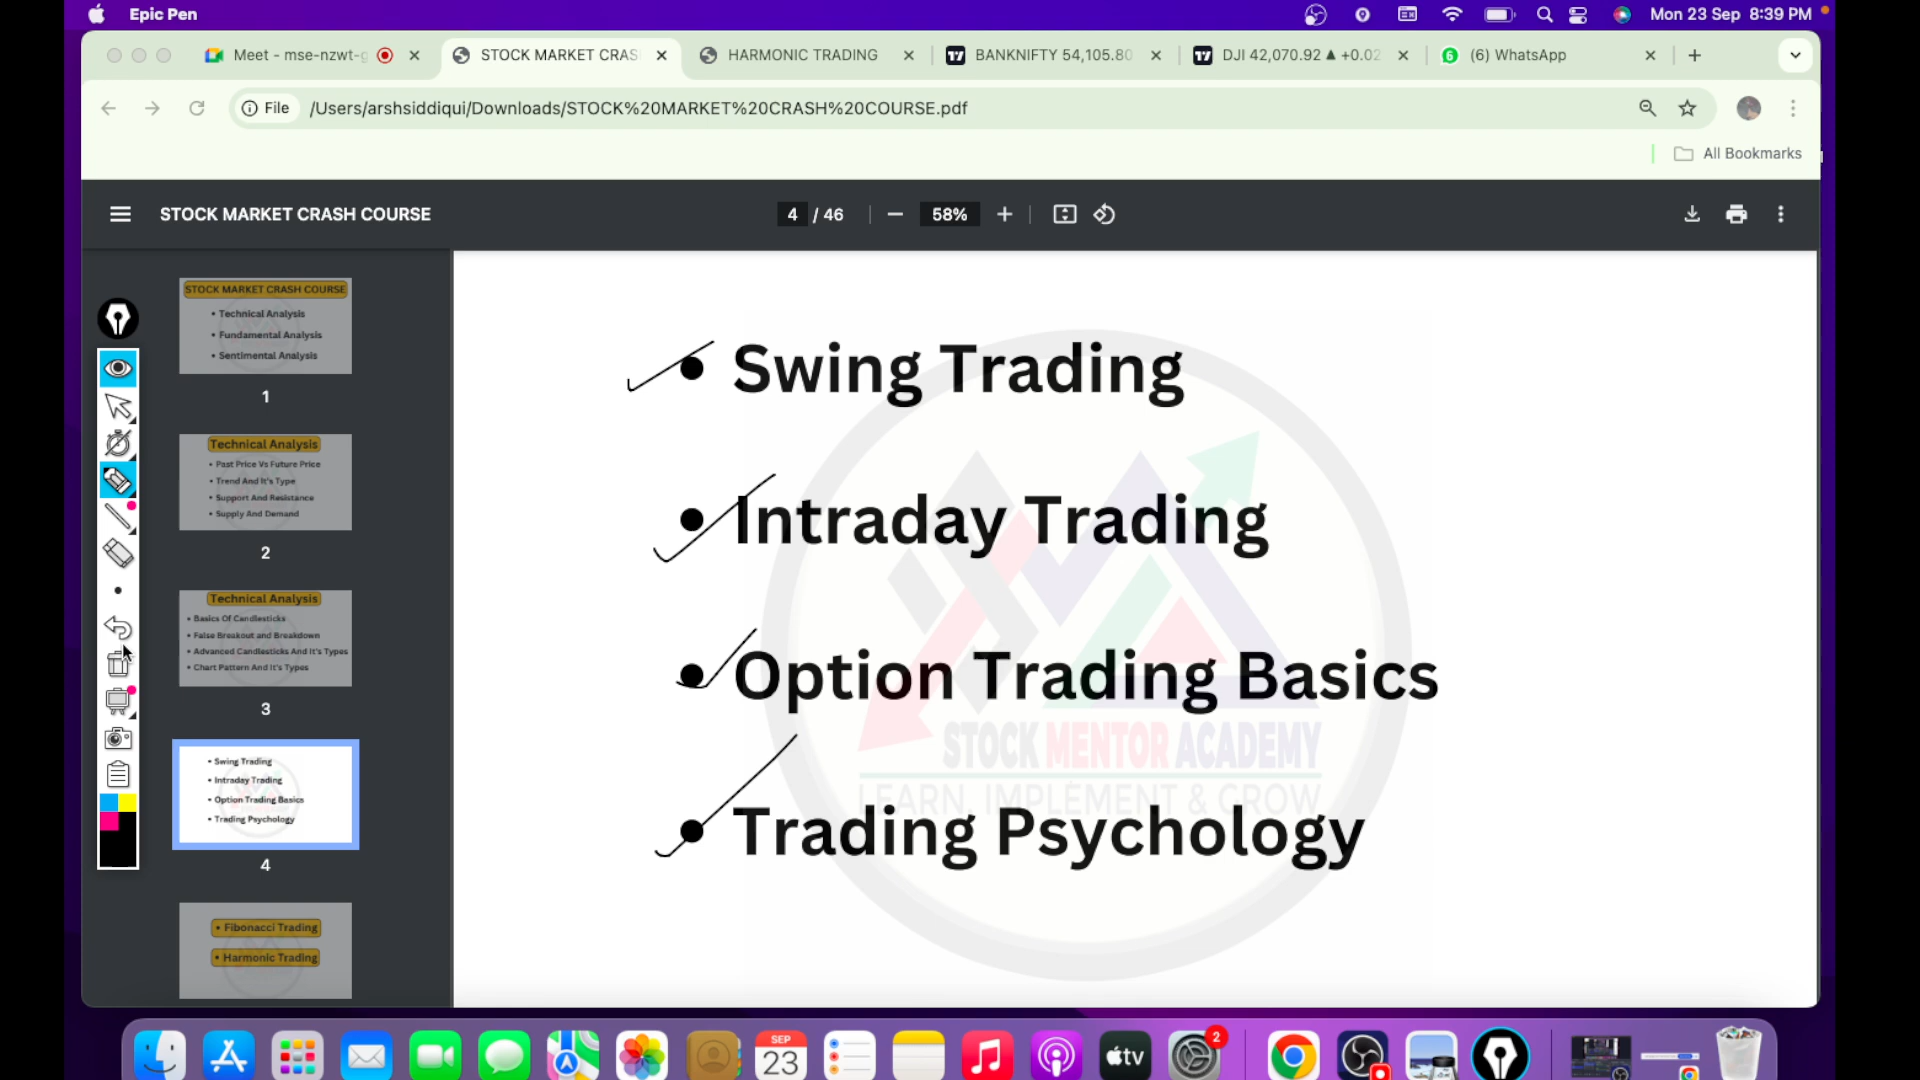 Epic Pen
Mon 23 Sep 8:39 PM
Meet - mse-nzwt-g
STOCK MARKET CRAS
HARMONIC TRADING
BANKNIFTY 54,105.80
DJI 42,070.92 ▲ +0.02
6
(6) WhatsApp
File
/Users/arshsiddiqui/Downloads/STOCK%20MARKET%20CRASH%20COURSE.pdf
All Bookmarks
STOCK MARKET CRASH COURSE
4 / 46
58%
STOCK MARKET CRASH COURSE
• Technical Analysis
• Fundamental Analysis
• Sentimental Analysis
1
Technical Analysis
• Past Price Vs Future Price
• Trend And It's Type
• Support And Resistance
• Supply And Demand
2
Technical Analysis
• Basics Of Candlesticks
• False Breakout and Breakdown
• Advanced Candlesticks And It's Types
• Chart Pattern And It's Types
3
• Swing Trading
• Intraday Trading
• Option Trading Basics
• Trading Psychology
4
• Fibonacci Trading
• Harmonic Trading
• Swing Trading
• Intraday Trading
• Option Trading Basics
STOCK MENTOR ACADEMY
LEARN, IMPLEMENT & GROW
• Trading Psychology
SEP
23
tv
2